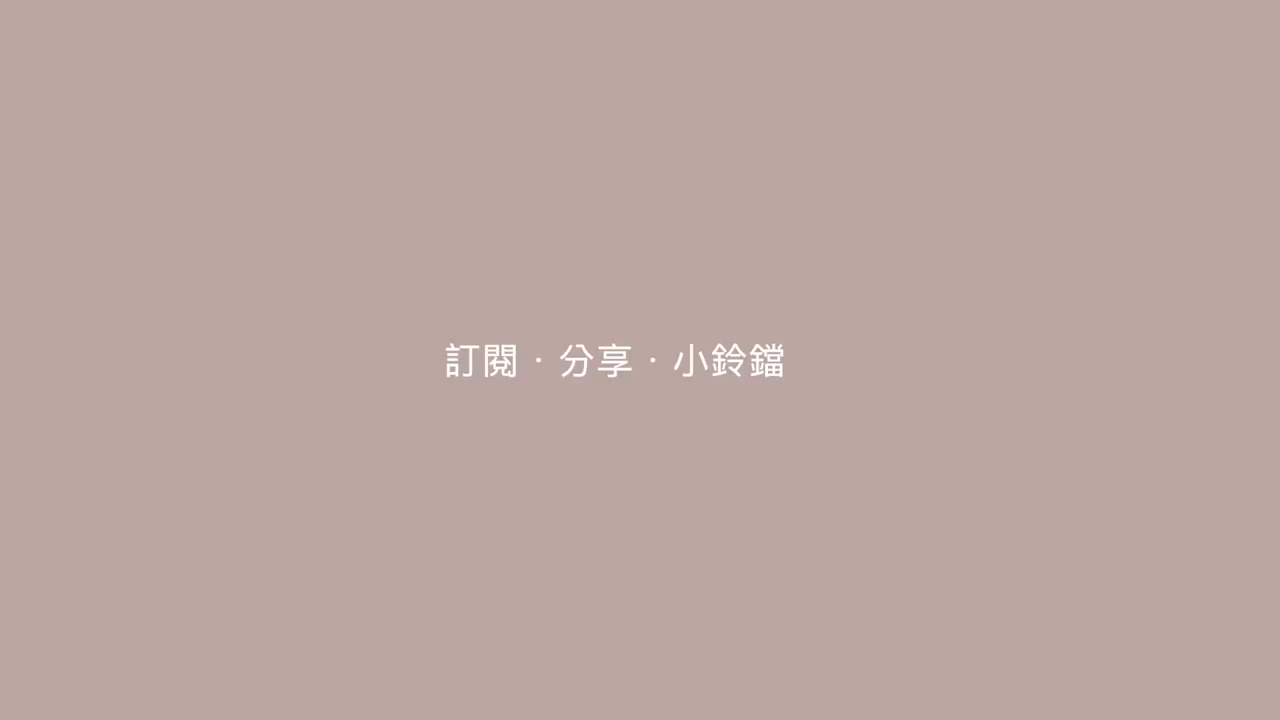 訂閱 · 分享 · 小鈴鐺